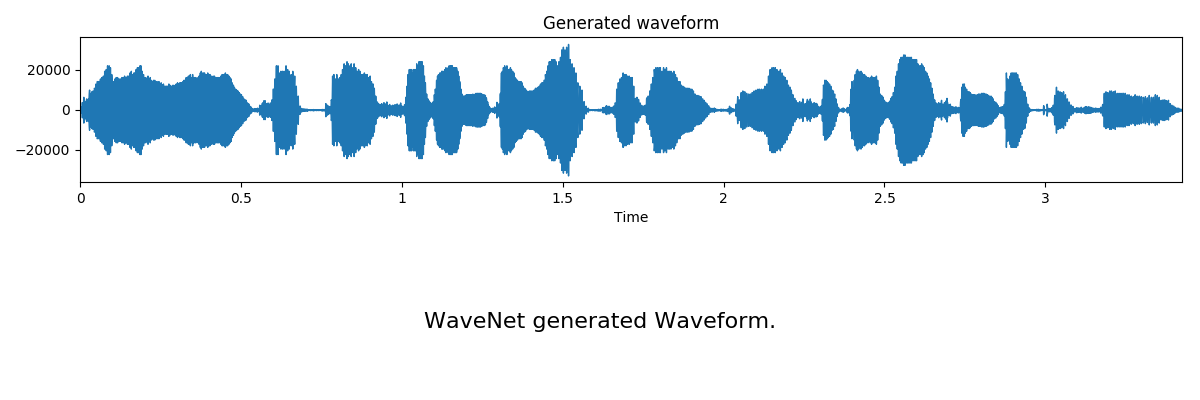 Generated waveform
20000
0
−20000
0 0.5 1 1.5 2 2.5 3
Time
WaveNet generated Waveform.